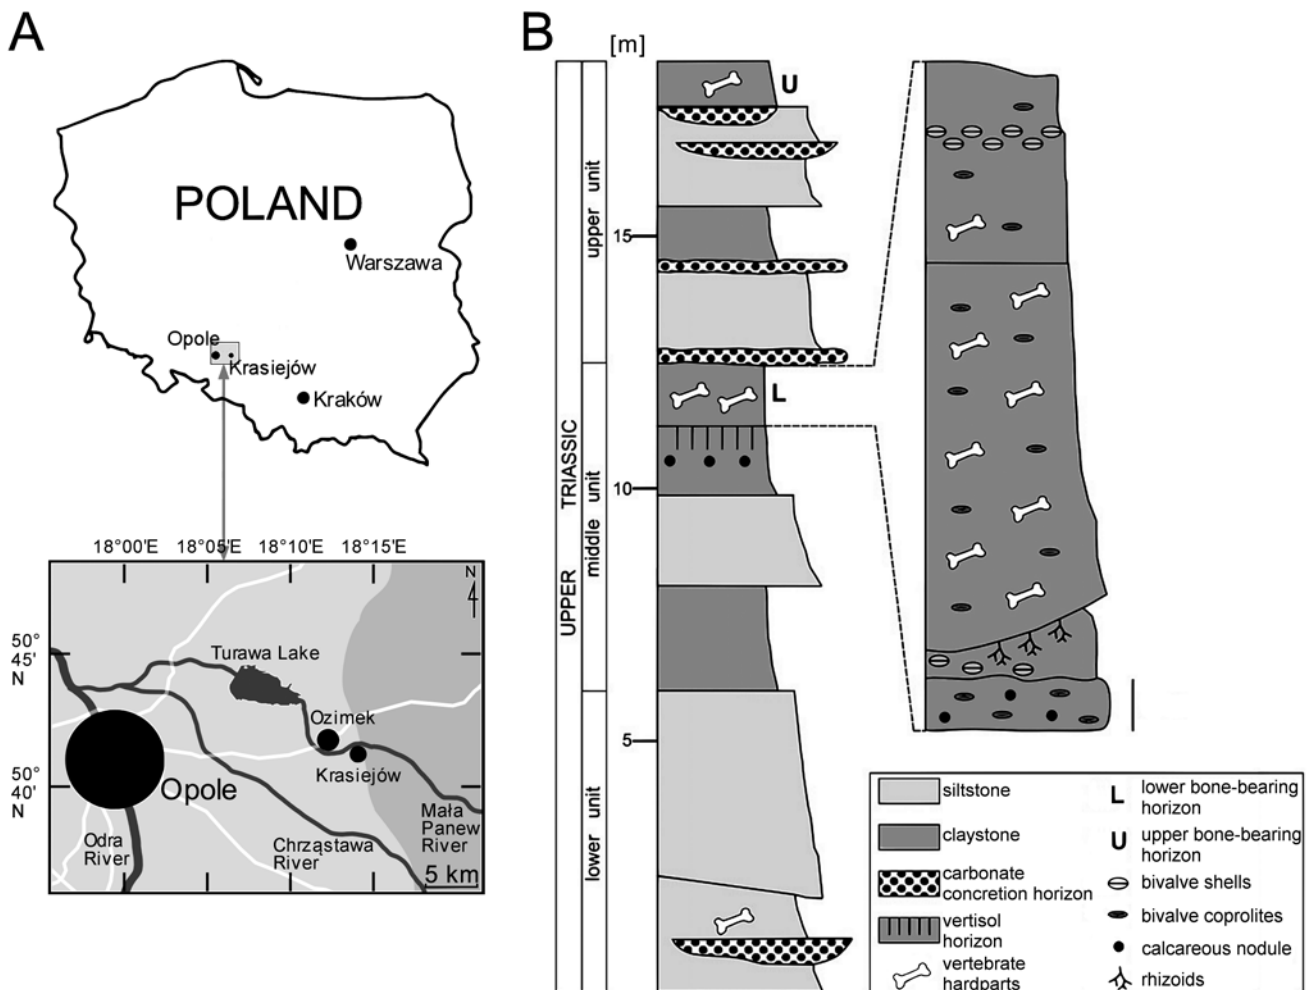 A
POLAND
Warszawa
Opole
Krasiejów
Kraków
18°00'E
18°05'E
18°10'E
18°15'E
N
50°
45'
N
50°
40'
N
Turawa Lake
Ozimek
Krasiejów
Opole
Odra
River
Chrząstawa
River
Mała
Panew
River
5 km
B
[m]
15
10
5
UPPER TRIASSIC
upper unit
middle unit
lower unit
U
L
siltstone
claystone
carbonate
concretion horizon
vertisol
horizon
vertebrate
hardparts
L
lower bone-bearing
horizon
U
upper bone-bearing
horizon
bivalve shells
bivalve coprolites
calcareous nodule
rhizoids